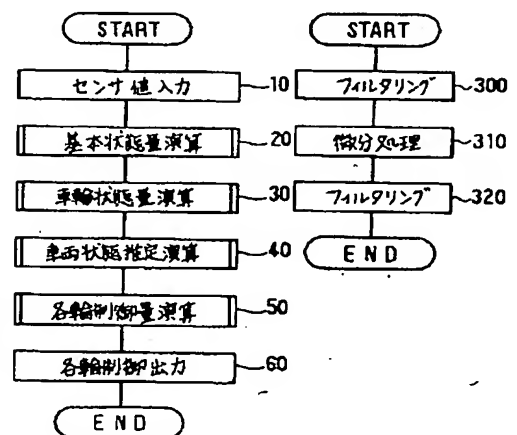 START
センサ値入力 10
基本状態量演算 20
車輪状態量演算 30
車両状態推定演算 40
各輪制御量演算 50
各輪制御出力 60
END
START
フィルタリング 300
微分処理 310
フィルタリング 320
END